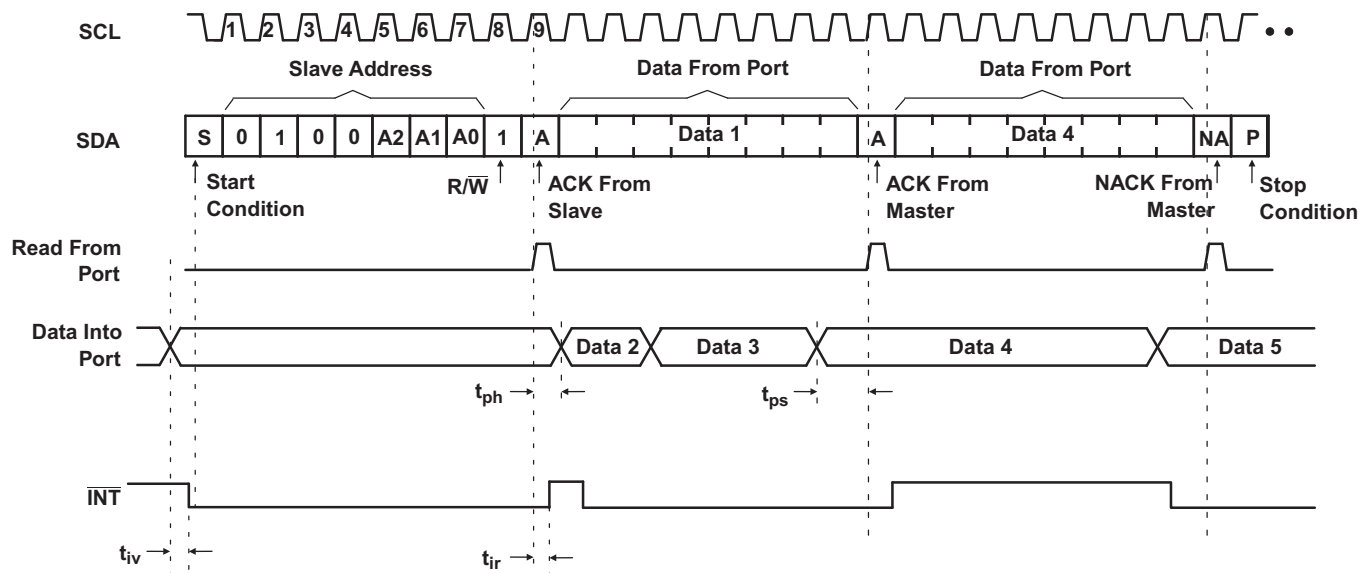 SCL 1 2 3 4 5 6 7 8 9
Slave Address Data From Port Data From Port
SDA S 0 1 0 0 A2 A1 A0 1 A Data 1 A Data 4 NA P
Start
Condition
R/W̅
ACK From
Slave
ACK From
Master
NACK From
Master
Stop
Condition
Read From
Port
Data Into
Port
Data 2 Data 3 Data 4 Data 5
tph tps
I̅N̅T̅
tiv tir